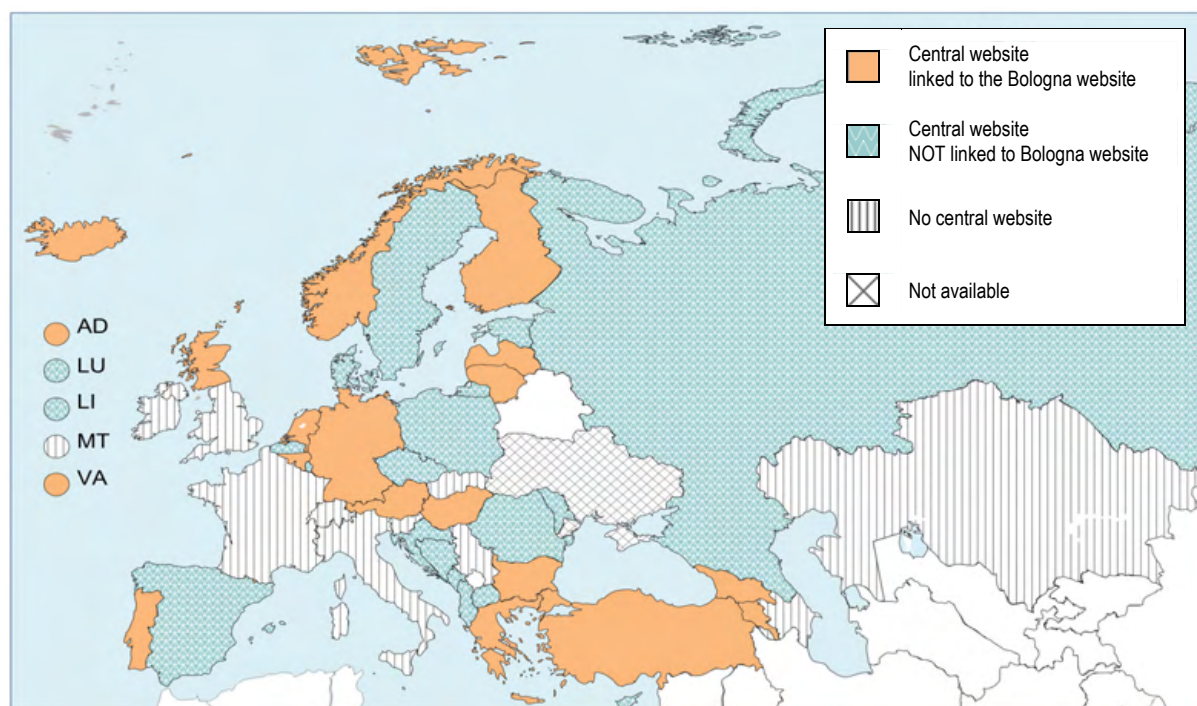 Central website
linked to the Bologna website
Central website
NOT linked to Bologna website
No central website
Not available
AD
LU
LI
MT
VA